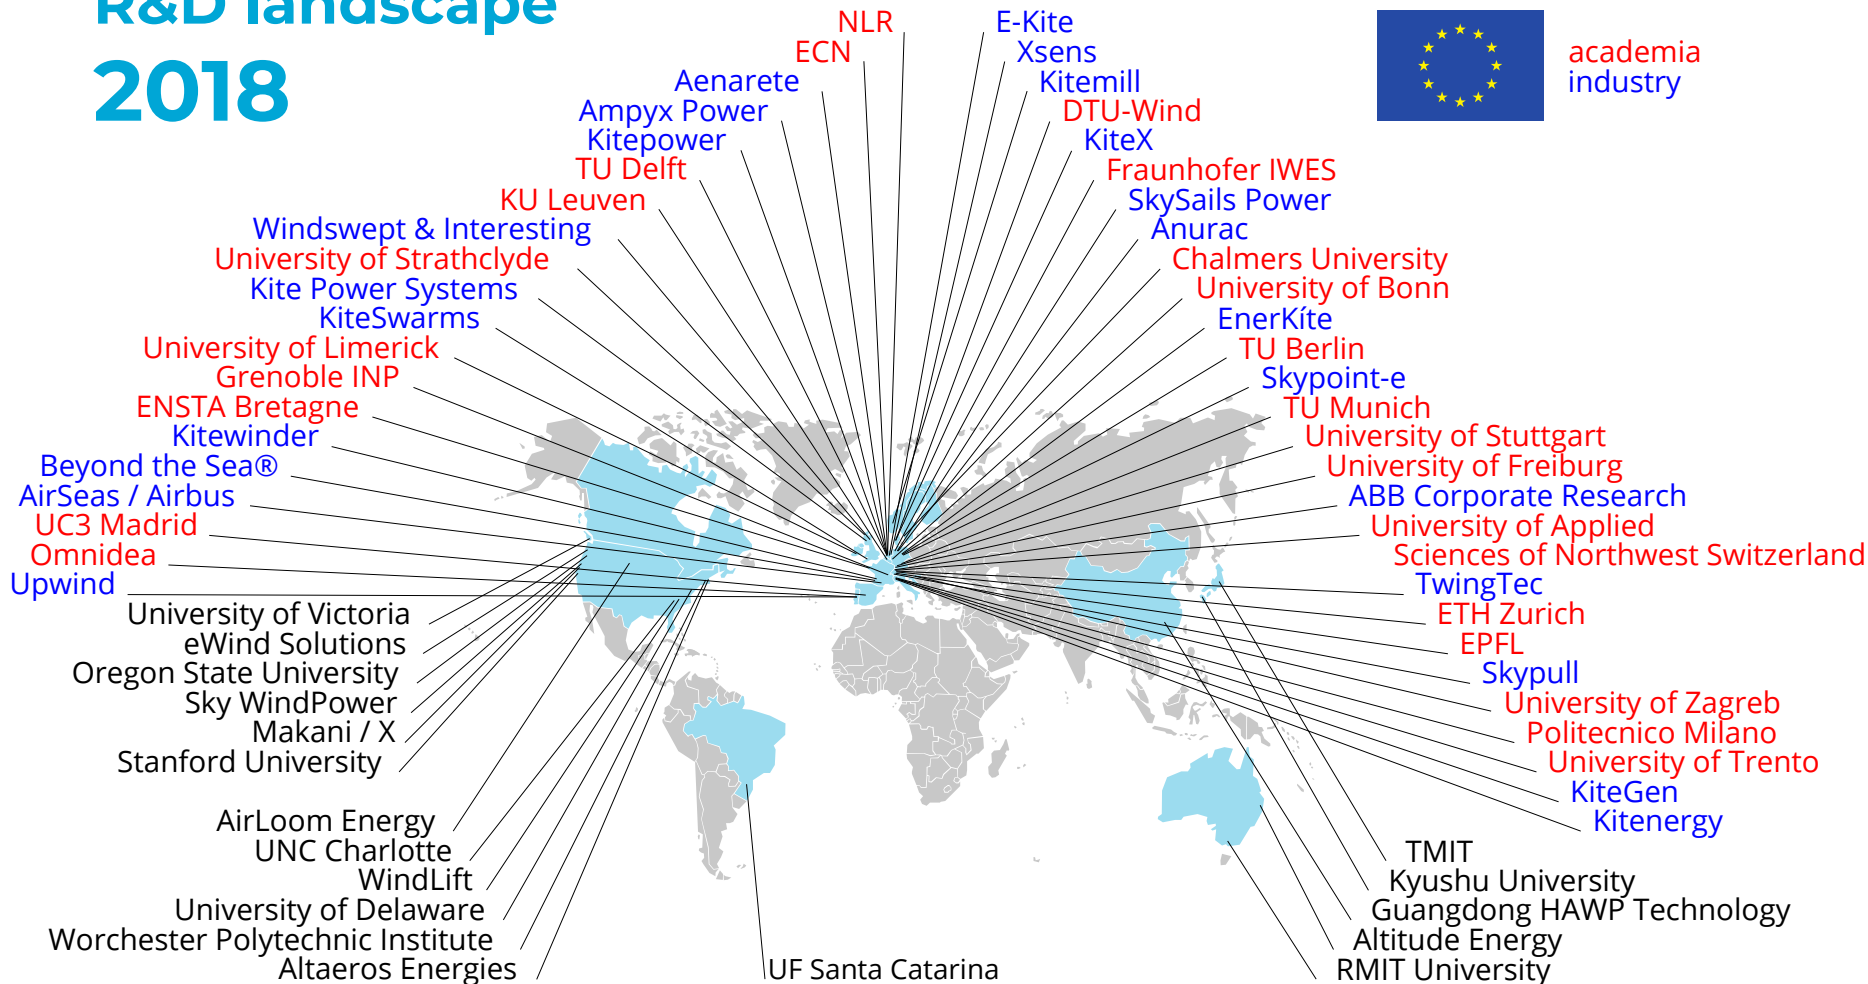 R&D landscape
2018
NLR
ECN
Aenarete
Ampyx Power
Kitepower
TU Delft
KU Leuven
Windswept & Interesting
University of Strathclyde
Kite Power Systems
KiteSwarms
University of Limerick
Grenoble INP
ENSTA Bretagne
Kitewinder
Beyond the Sea®
AirSeas / Airbus
UC3 Madrid
Omnidea
Upwind
University of Victoria
eWind Solutions
Oregon State University
Sky WindPower
Makani / X
Stanford University
AirLoom Energy
UNC Charlotte
WindLift
University of Delaware
Worchester Polytechnic Institute
Altaeros Energies
UF Santa Catarina
E-Kite
Xsens
Kitemill
DTU-Wind
KiteX
Fraunhofer IWES
SkySails Power
Anurac
Chalmers University
University of Bonn
EnerKíte
TU Berlin
Skypoint-e
TU Munich
University of Stuttgart
University of Freiburg
ABB Corporate Research
University of Applied
Sciences of Northwest Switzerland
TwingTec
ETH Zurich
EPFL
Skypull
University of Zagreb
Politecnico Milano
University of Trento
KiteGen
Kitenergy
TMIT
Kyushu University
Guangdong HAWP Technology
Altitude Energy
RMIT University
academia
industry